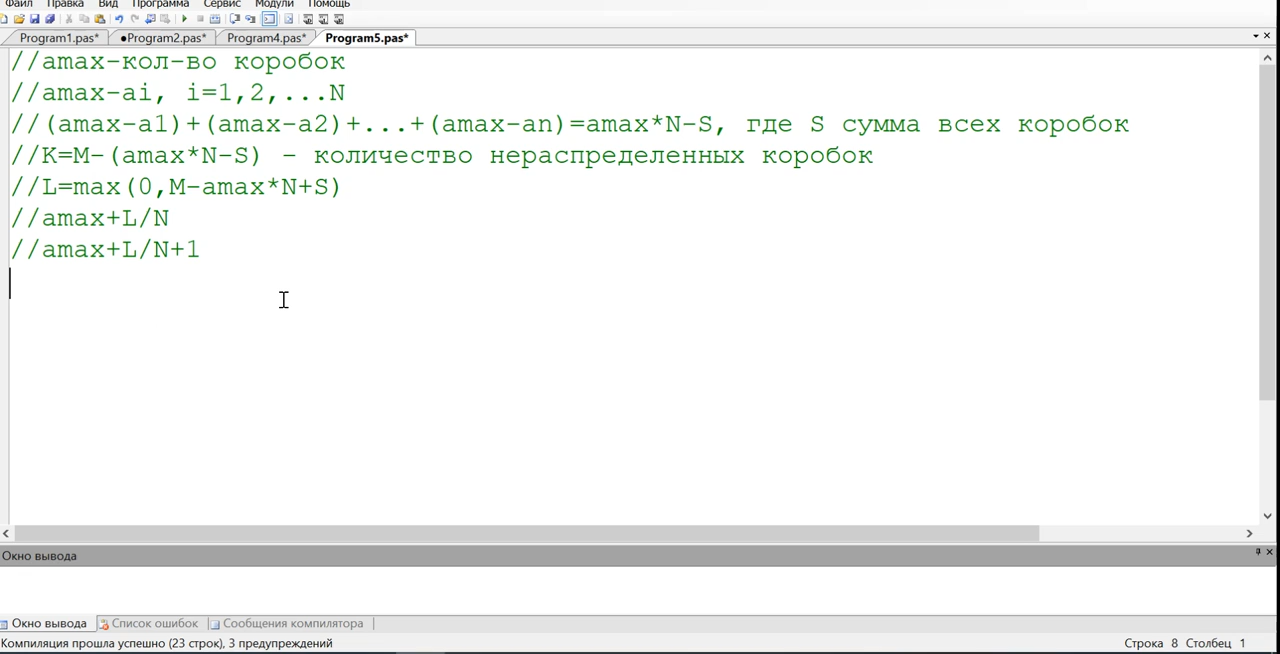 Файл Правка Вид Программа Сервис Модули Помощь
Program1.pas* •Program2.pas* Program4.pas* Program5.pas*
//amax-кол-во коробок
//amax-ai, i=1,2,...N
//(amax-a1)+(amax-a2)+...+(amax-an)=amax*N-S, где S сумма всех коробок
//K=M-(amax*N-S) - количество нераспределенных коробок
//L=max(0,M-amax*N+S)
//amax+L/N
//amax+L/N+1
Окно вывода
Окно вывода Список ошибок Сообщения компилятора
Компиляция прошла успешно (23 строк), 3 предупреждений Строка 8 Столбец 1